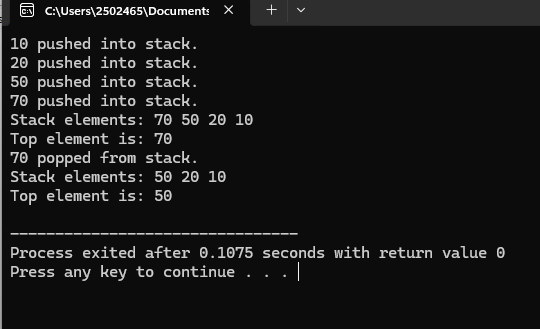 C:\Users\2502465\Documents
10 pushed into stack.
20 pushed into stack.
50 pushed into stack.
70 pushed into stack.
Stack elements: 70 50 20 10
Top element is: 70
70 popped from stack.
Stack elements: 50 20 10
Top element is: 50
--------------------------------
Process exited after 0.1075 seconds with return value 0
Press any key to continue . . .